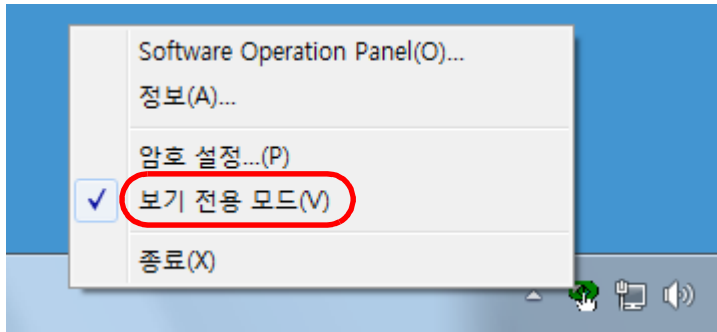 Software Operation Panel(O)...
정보(A)...
암호 설정...(P)
보기 전용 모드(V)
종료(X)